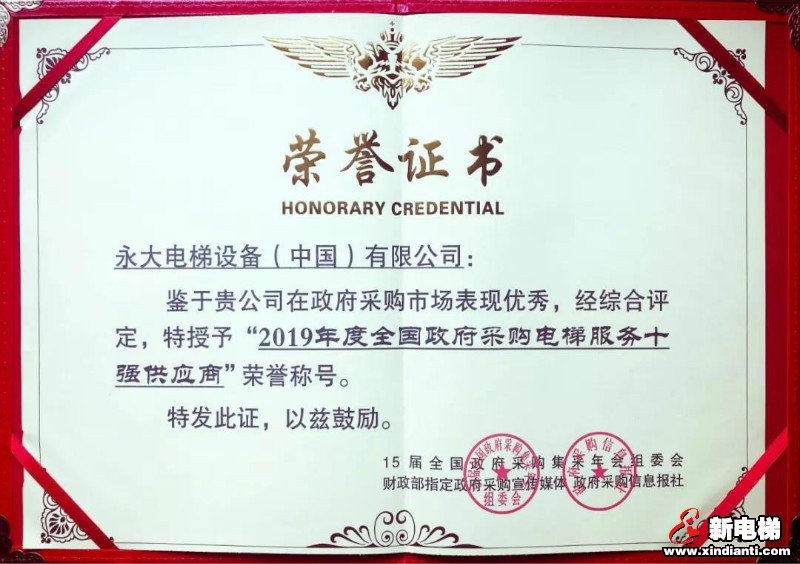 荣誉证书
HONORARY CREDENTIAL
永大电梯设备（中国）有限公司：
鉴于贵公司在政府采购市场表现优秀，经综合评
定，特授予“2019年度全国政府采购电梯服务十
强供应商”荣誉称号。
特发此证，以兹鼓励。
15届全国政府采购集采年会组委会
财政部指定政府采购宣传媒体 政府采购信息报社
组委会
新电梯
www.xindianti.com